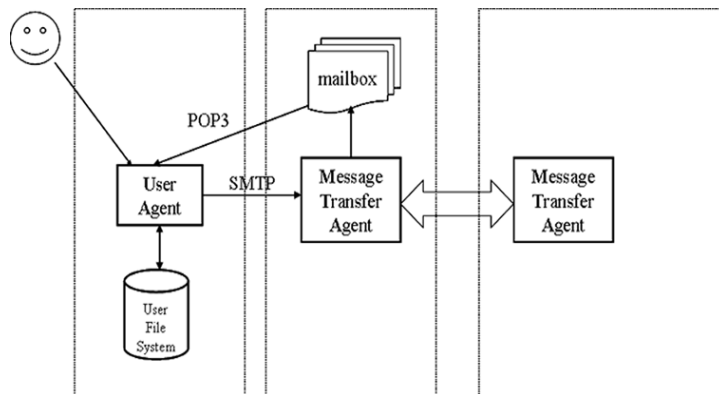 mailbox
POP3
User
Agent
SMTP
Message
Transfer
Agent
Message
Transfer
Agent
User
File
System